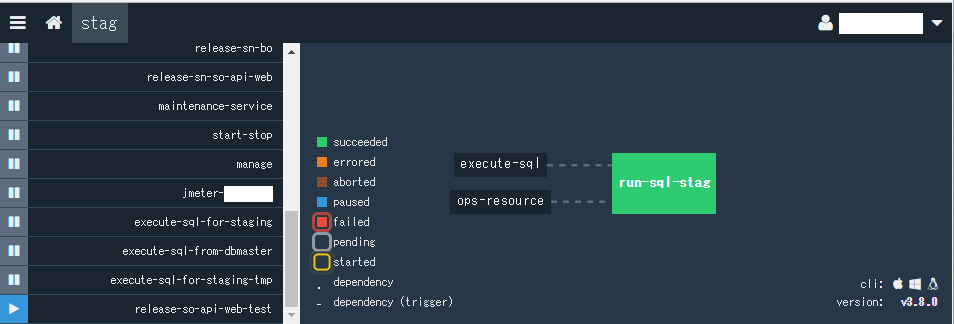 stag
release-sn-bo
release-sn-so-api-web
maintenance-service
start-stop
manage
jmeter-
execute-sql-for-staging
execute-sql-from-dbmaster
execute-sql-for-staging-tmp
release-so-api-web-test
succeeded
errored
aborted
paused
failed
pending
started
. dependency
- dependency (trigger)
execute-sql
ops-resource
run-sql-stag
cli:
version: v3.8.0